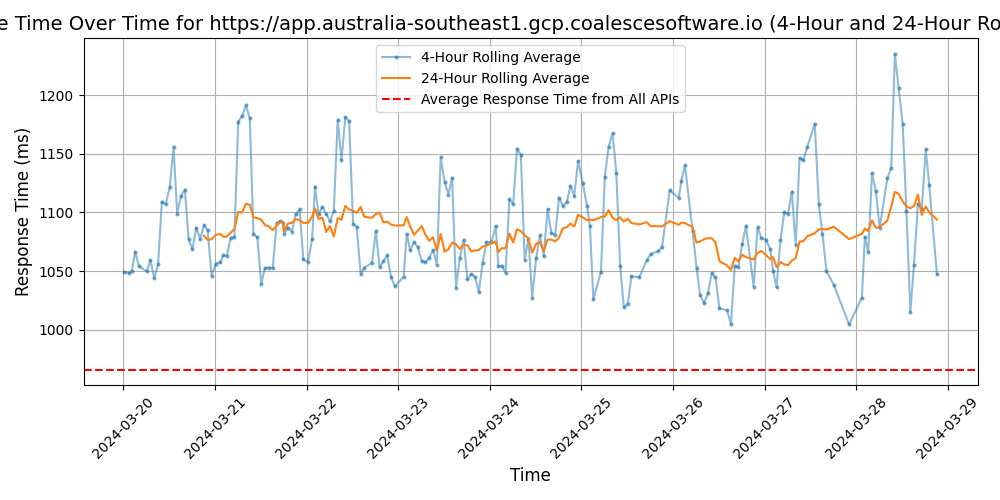 e Time Over Time for https://app.australia-southeast1.gcp.coalescesoftware.io (4-Hour and 24-Hour Ro
4-Hour Rolling Average
24-Hour Rolling Average
Average Response Time from All APIs
Response Time (ms)
1200
1150
1100
1050
1000
2024-03-20
2024-03-21
2024-03-22
2024-03-23
2024-03-24
2024-03-25
2024-03-26
2024-03-27
2024-03-28
2024-03-29
Time